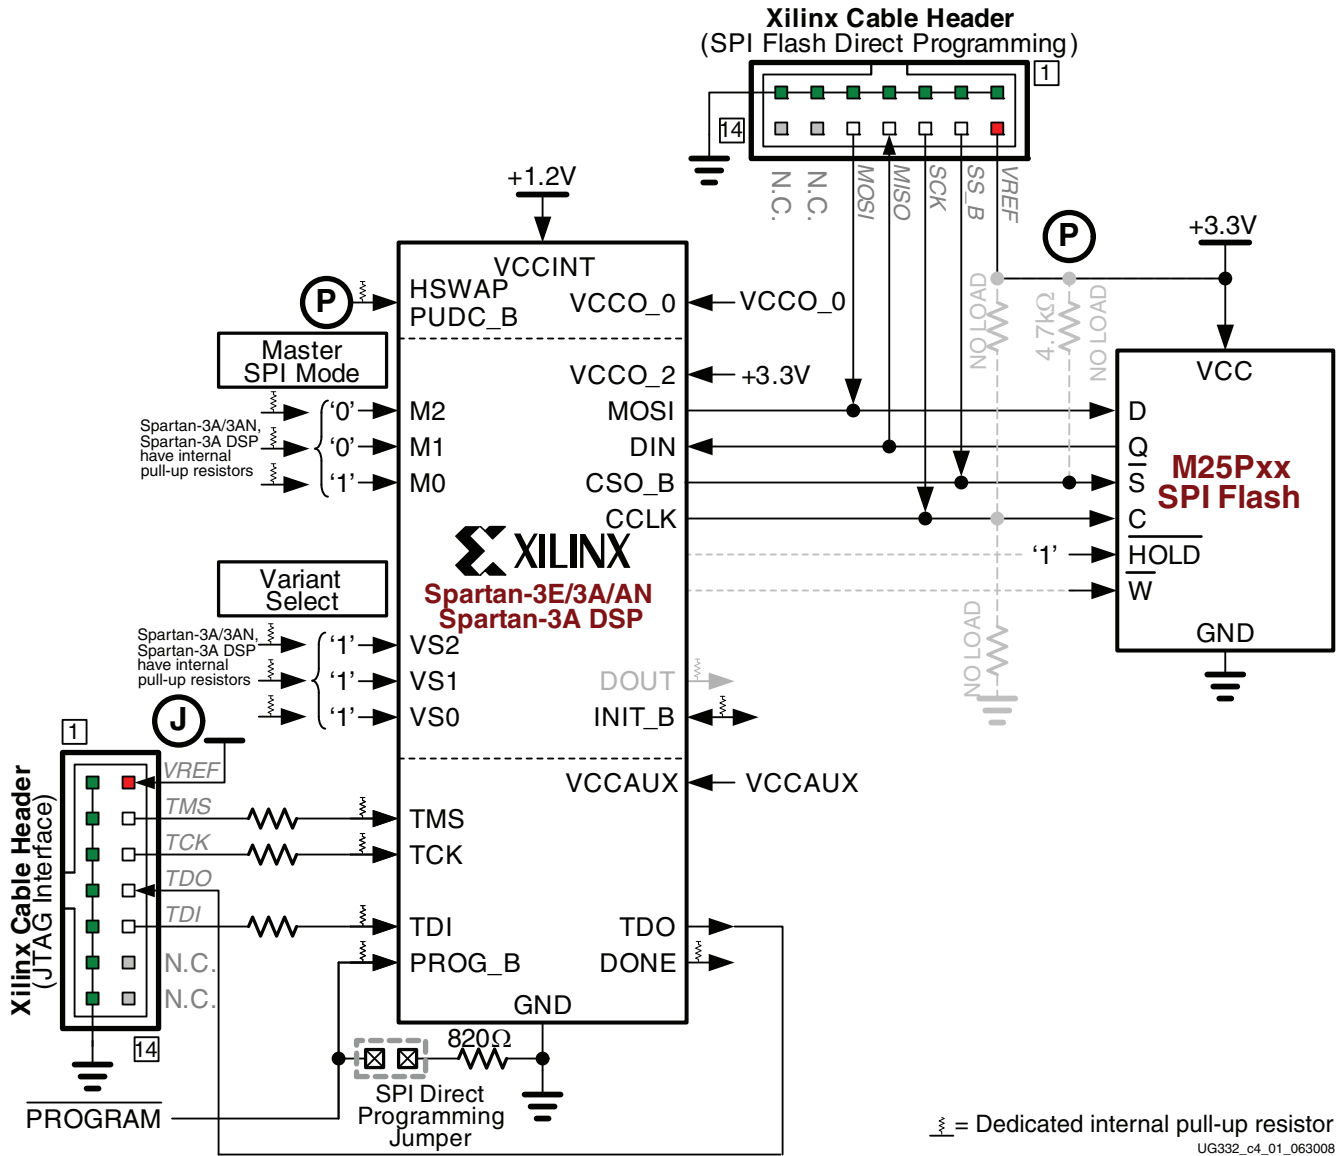 Xilinx Cable Header
(SPI Flash Direct Programming)
1
14
N.C.
N.C.
MOSI
MISO
SCK
SS_B
VREF
+1.2V
P
+3.3V
VCCINT
P
HSWAP
PUDC_B
VCCO_0
VCCO_0
NO LOAD
4.7kΩ
NO LOAD
Master
SPI Mode
VCCO_2
+3.3V
VCC
Spartan-3A/3AN,
Spartan-3A DSP
have internal
pull-up resistors
'0'
M2
MOSI
D
'0'
M1
DIN
Q
'1'
M0
CSO_B
S
M25Pxx
SPI Flash
CCLK
C
XILINX
'1'
HOLD
W
Variant
Select
Spartan-3E/3A/AN
Spartan-3A DSP
NO LOAD
GND
Spartan-3A/3AN,
Spartan-3A DSP
have internal
pull-up resistors
'1'
VS2
'1'
VS1
DOUT
'1'
VS0
INIT_B
J
1
Xilinx Cable Header
(JTAG Interface)
VREF
VCCAUX
VCCAUX
TMS
TMS
TCK
TCK
TDO
TDI
TDI
TDO
N.C.
PROG_B
DONE
N.C.
GND
14
820Ω
SPI Direct
Programming
Jumper
PROGRAM
= Dedicated internal pull-up resistor
UG332_c4_01_063008